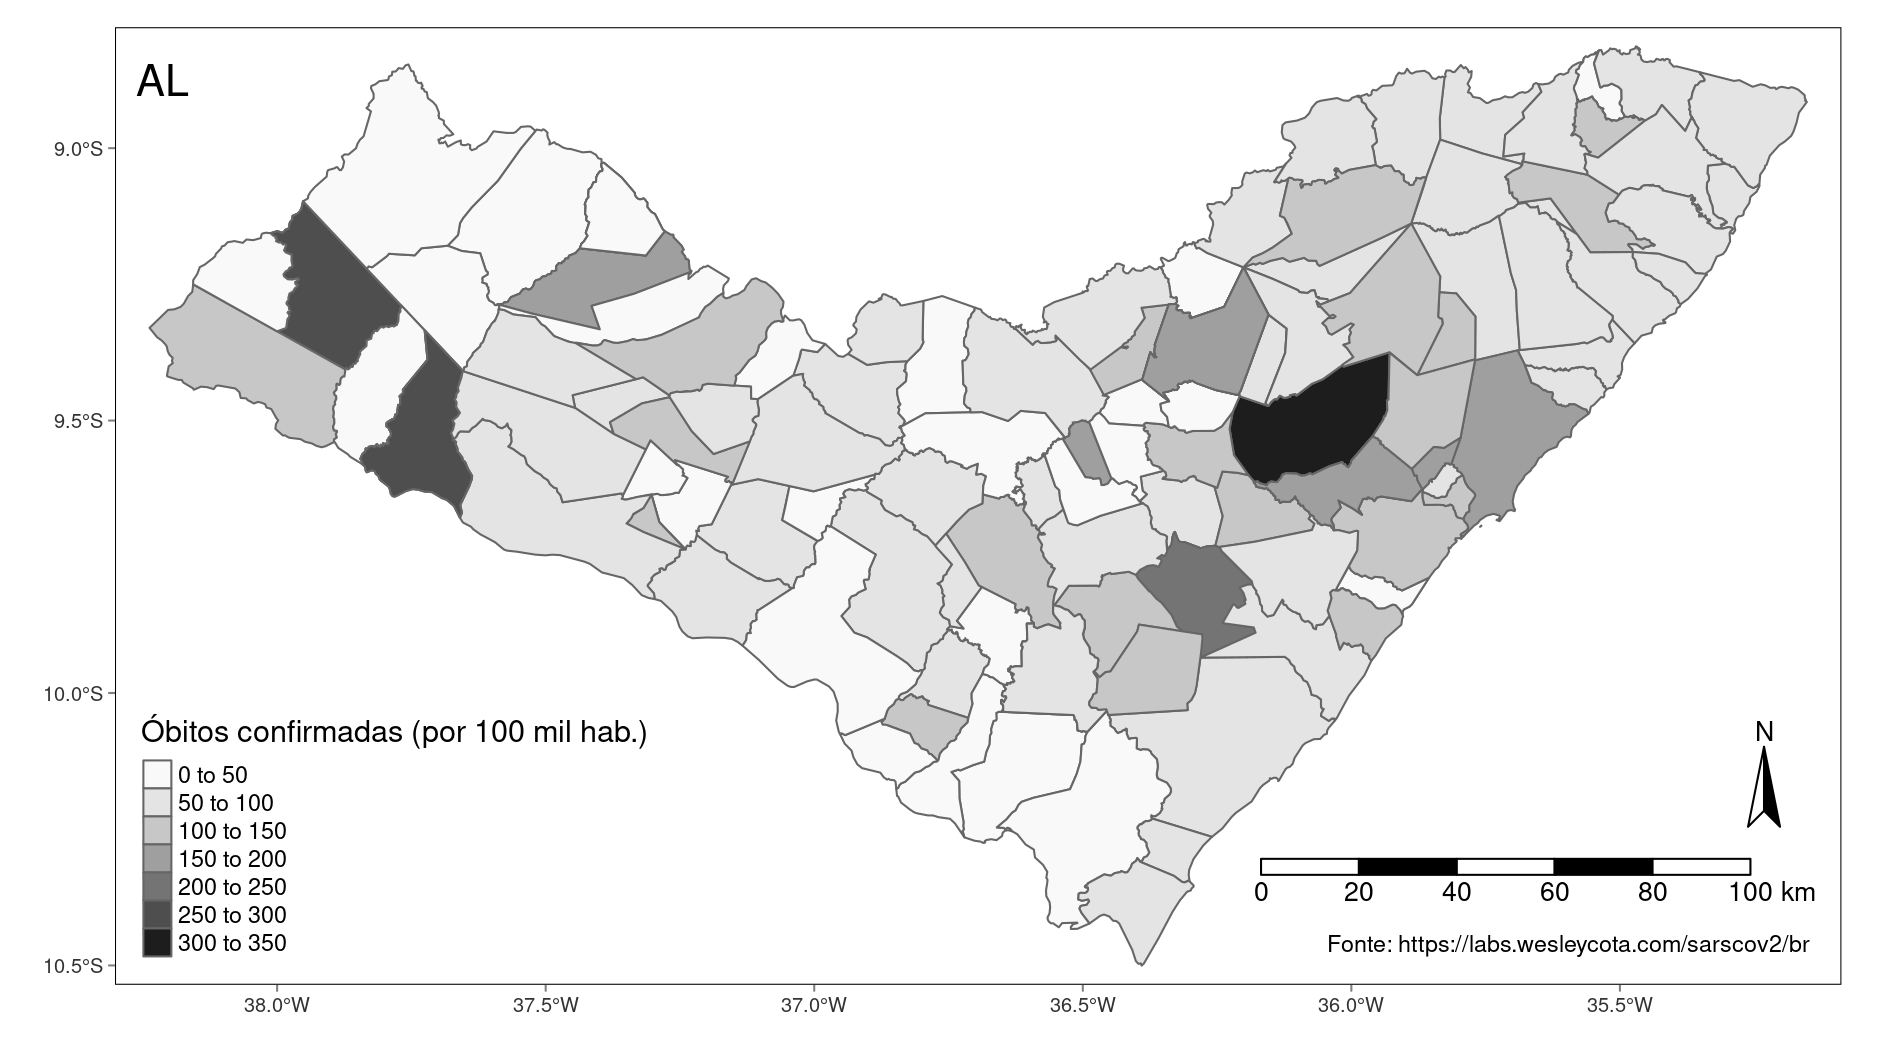 AL
9.0°S
9.5°S
10.0°S
10.5°S
Óbitos confirmadas (por 100 mil hab.)
0 to 50
50 to 100
100 to 150
150 to 200
200 to 250
250 to 300
300 to 350
N
0 20 40 60 80 100 km
Fonte: https://labs.wesleycota.com/sarscov2/br
38.0°W 37.5°W 37.0°W 36.5°W 36.0°W 35.5°W